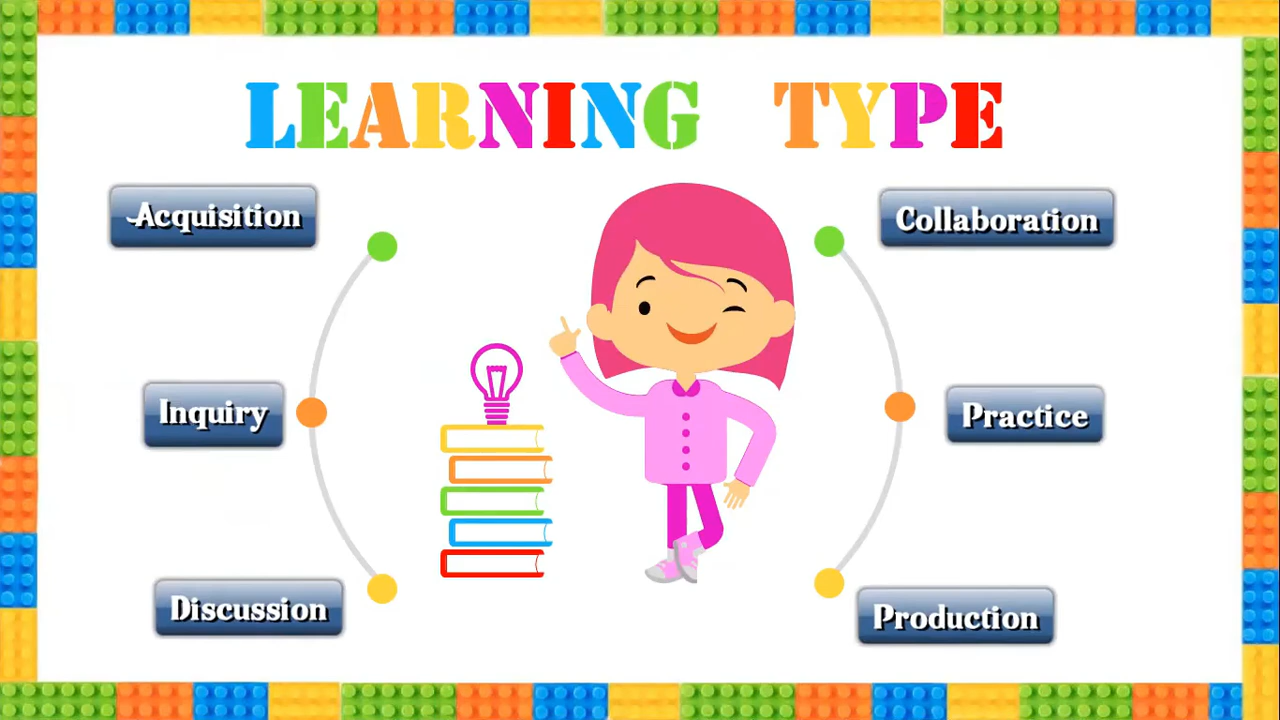 LEARNING TYPE
Acquisition
Inquiry
Discussion
Collaboration
Practice
Production